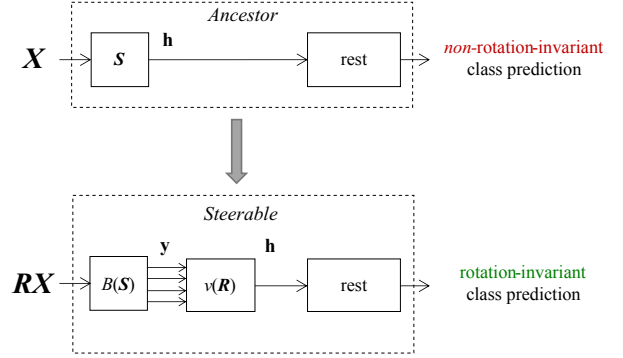 Ancestor
X
S
h
rest
non-rotation-invariant
class prediction
Steerable
RX
B(S)
y
v(R)
h
rest
rotation-invariant
class prediction